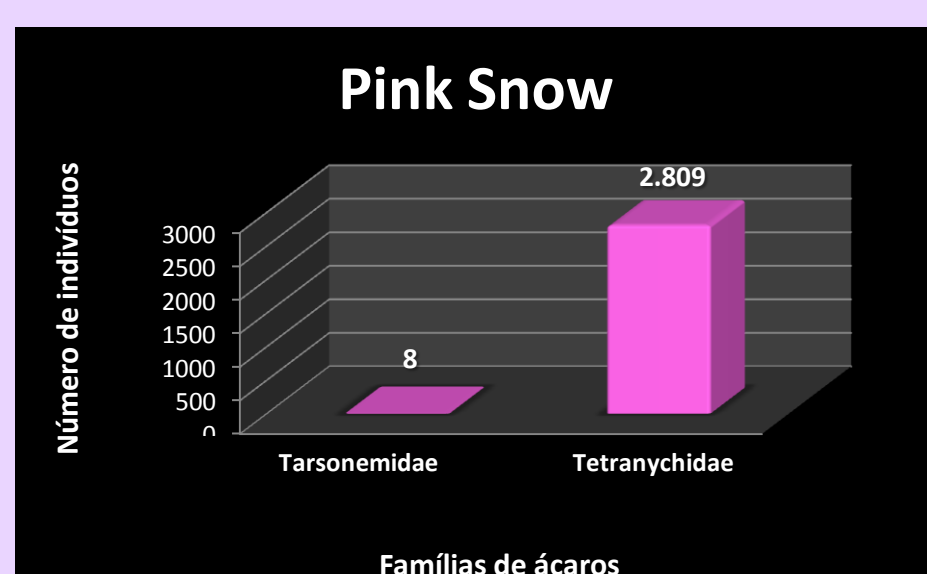 Pink Snow
Número de indivíduos
3000
2500
2000
1500
1000
500
0
2.809
8
Tarsonemidae
Tetranychidae
Famílias de ácaros